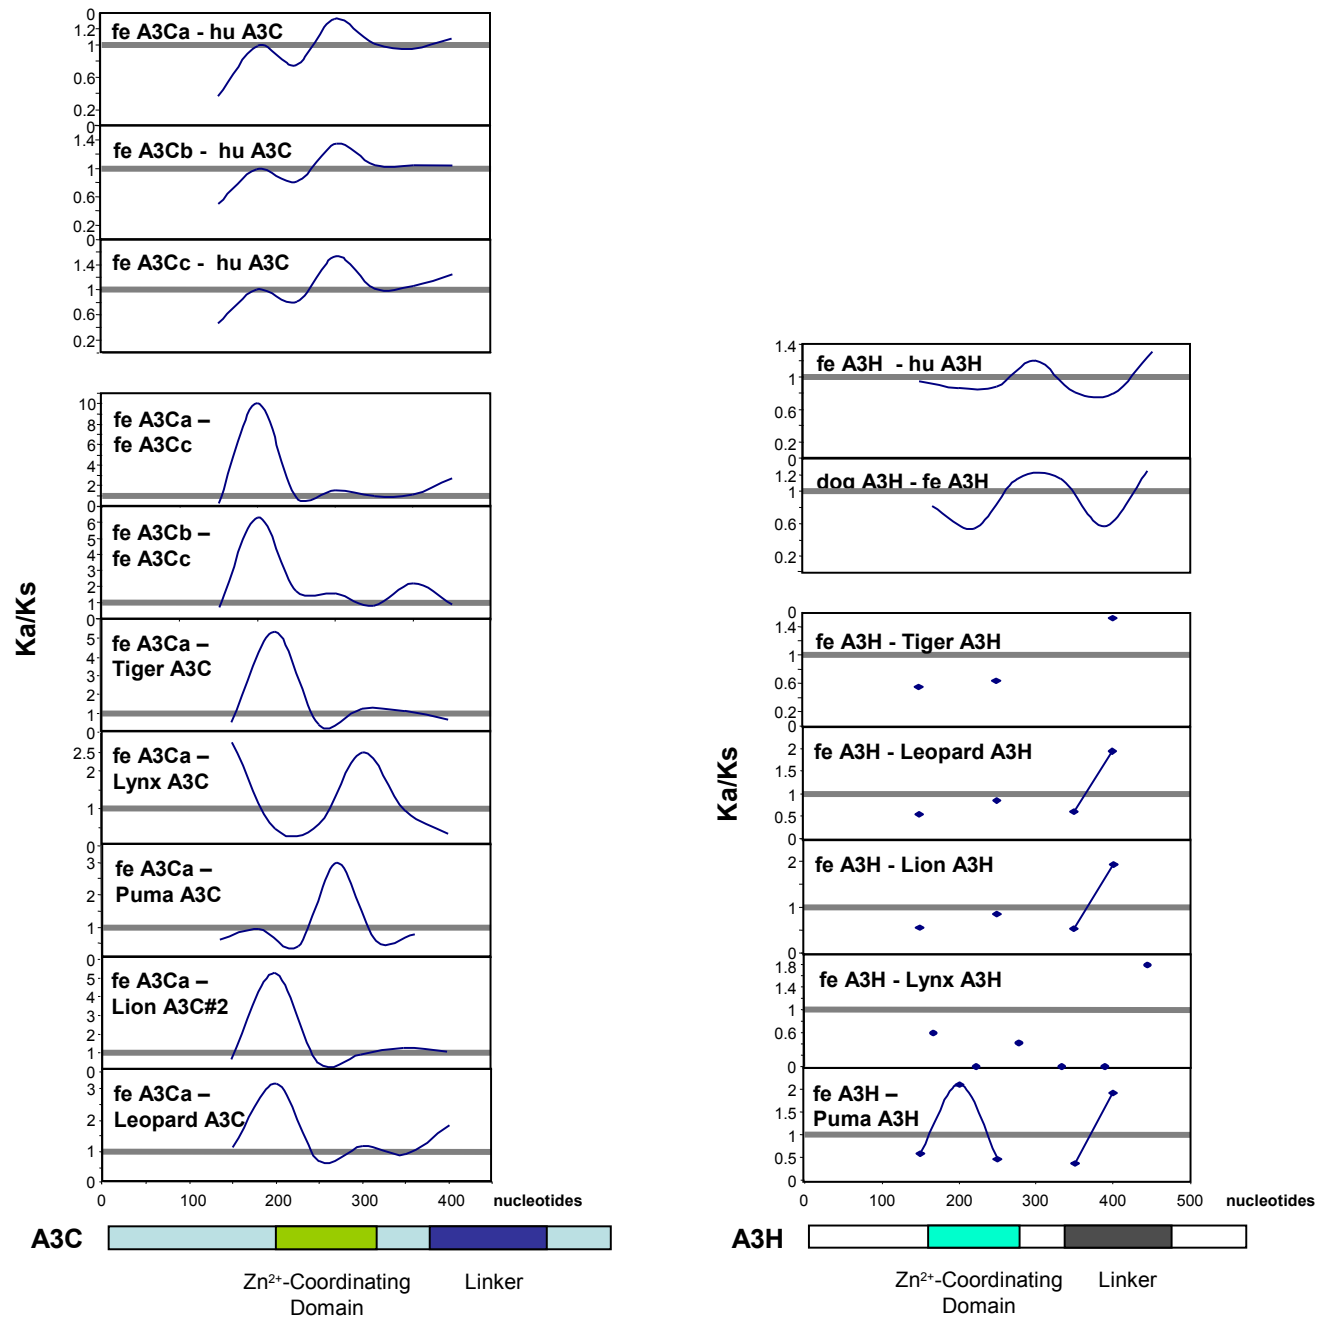 0
1.2
1
0.6
0.2
fe A3Ca - hu A3C
0
1.4
1
0.6
0.2
fe A3Cb - hu A3C
0
1.4
1
0.6
0.2
fe A3Cc - hu A3C
10
8
6
4
2
0
fe A3Ca –
fe A3Cc
6
5
4
3
2
1
0
fe A3Cb –
fe A3Cc
5
4
3
2
1
0
fe A3Ca –
Tiger A3C
2.5
2
1
0
fe A3Ca –
Lynx A3C
3
2
1
0
fe A3Ca –
Puma A3C
5
4
3
2
1
0
fe A3Ca –
Lion A3C#2
3
2
1
0
fe A3Ca –
Leopard A3C
Ka/Ks
0 100 200 300 400 nucleotides
A3C
Zn2+-Coordinating
Domain
Linker
1.4
1
0.6
0.2
0
fe A3H - hu A3H
1.2
1
0.6
0.2
dog A3H - fe A3H
0
1.4
1
0.6
0.2
0
fe A3H - Tiger A3H
2
1.5
1
0.5
0
fe A3H - Leopard A3H
2
1
0
fe A3H - Lion A3H
1.8
1.4
1
0.6
0
fe A3H - Lynx A3H
2
1.5
1
0.5
0
fe A3H –
Puma A3H
Ka/Ks
0 100 200 300 400 500 nucleotides
A3H
Zn2+-Coordinating
Domain
Linker